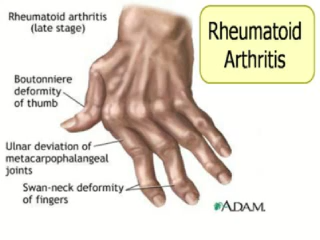 Rheumatoid arthritis
(late stage)
Rheumatoid
Arthritis
Boutonniere
deformity
of thumb
Ulnar deviation of
metacarpophalangeal
joints
Swan-neck deformity
of fingers
A.D.A.M.